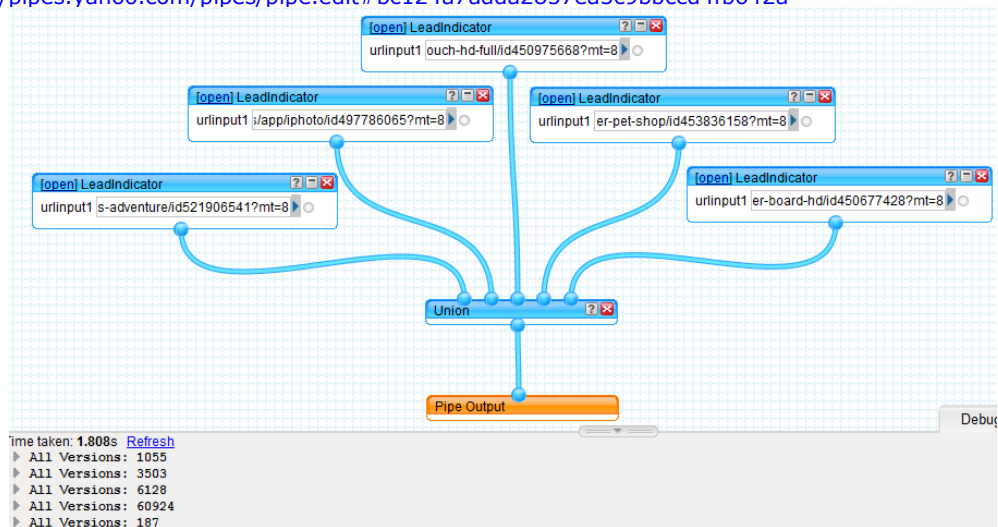 [open] LeadIndicator
urlinput1 ouch-hd-full/id450975668?mt=8
[open] LeadIndicator
urlinput1 s/app/iphoto/id497786065?mt=8
[open] LeadIndicator
urlinput1 er-pet-shop/id453836158?mt=8
[open] LeadIndicator
urlinput1 s-adventure/id521906541?mt=8
[open] LeadIndicator
urlinput1 er-board-hd/id450677428?mt=8
Union
Pipe Output
Debug
Time taken: 1.808s Refresh
All Versions: 1055
All Versions: 3503
All Versions: 6128
All Versions: 60924
All Versions: 187